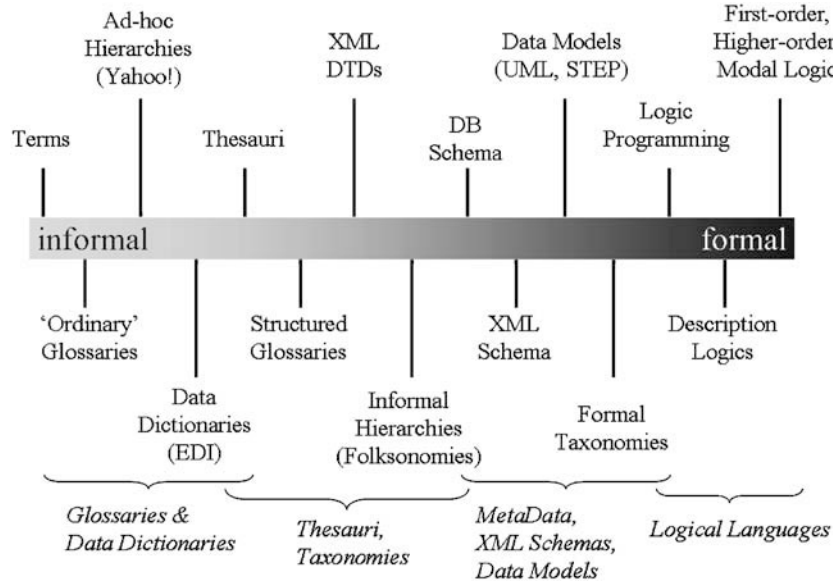 Ad-hoc
Hierarchies
(Yahoo!)
XML
DTDs
Data Models
(UML, STEP)
First-order,
Higher-order,
Modal Logic
Terms
Thesauri
DB
Schema
Logic
Programming
informal
formal
‘Ordinary’
Glossaries
Structured
Glossaries
XML
Schema
Description
Logics
Data
Dictionaries
(EDI)
Informal
Hierarchies
(Folksonomies)
Formal
Taxonomies
Glossaries &
Data Dictionaries
Thesauri,
Taxonomies
MetaData,
XML Schemas,
Data Models
Logical Languages